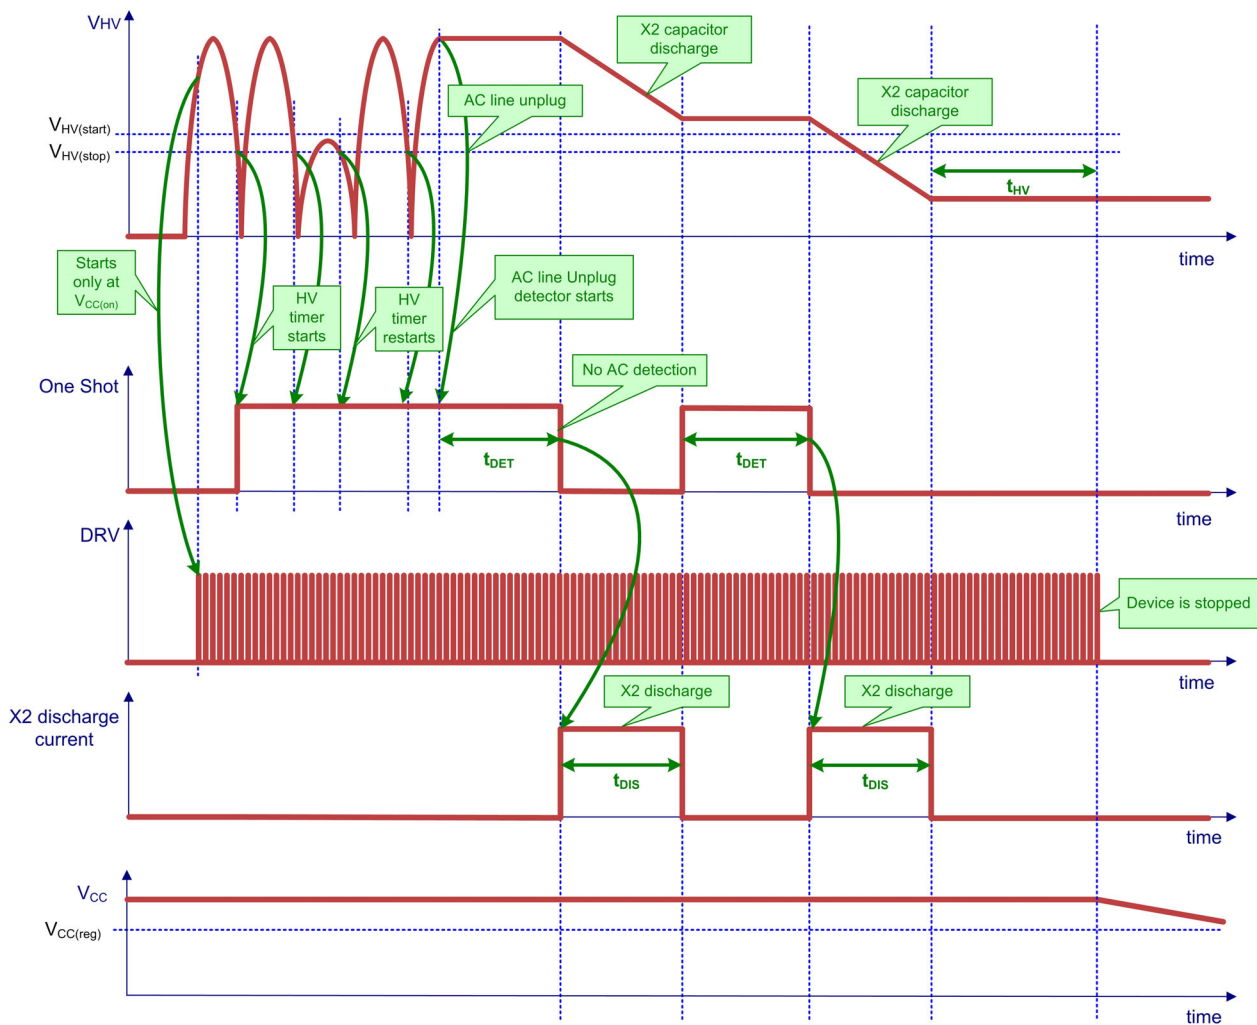 VHV
X2 capacitor
discharge
X2 capacitor
discharge
AC line unplug
VHV(start)
VHV(stop)
tHV
time
Starts
only at
VCC(on)
HV
timer
starts
HV
timer
restarts
AC line Unplug
detector starts
No AC detection
One Shot
tDET
tDET
time
DRV
Device is stopped
time
X2 discharge
X2 discharge
X2 discharge
current
tDIS
tDIS
time
VCC
VCC(reg)
time